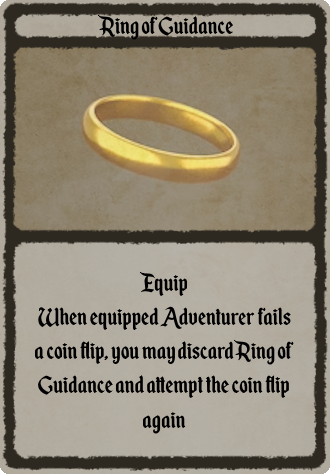 Ring of Guidance
Equip
When equipped Adventurer fails
a coin flip, you may discard Ring of
Guidance and attempt the coin flip
again